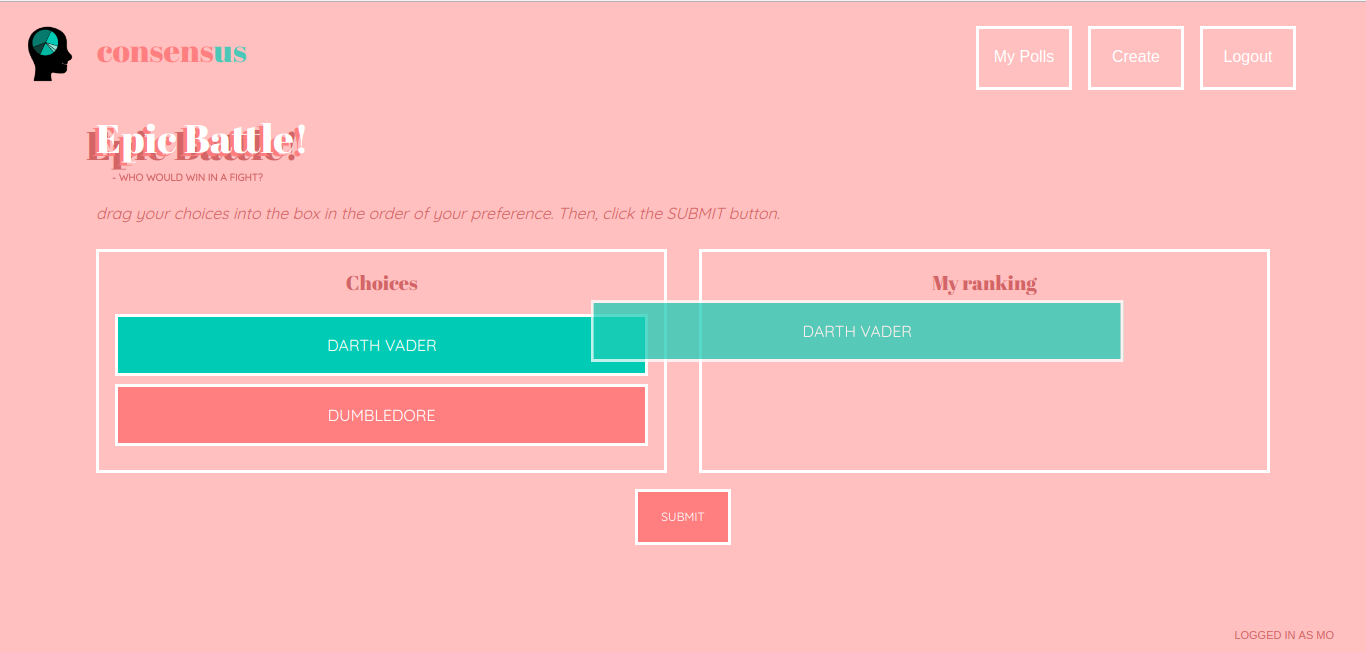 consensus
My Polls
Create
Logout
Epic Battle!
- WHO WOULD WIN IN A FIGHT?
drag your choices into the box in the order of your preference. Then, click the SUBMIT button.
Choices
My ranking
DARTH VADER
DARTH VADER
DUMBLEDORE
SUBMIT
LOGGED IN AS MO